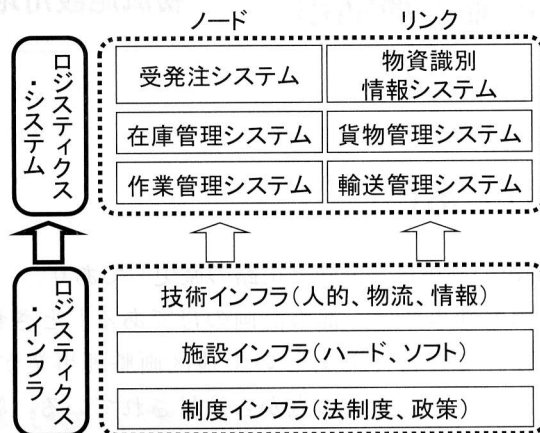 ノード
リンク
ロジスティクス
・システム
受発注システム
物資識別
情報システム
在庫管理システム
貨物管理システム
作業管理システム
輸送管理システム
ロジスティクス
・インフラ
技術インフラ(人的、物流、情報)
施設インフラ(ハード、ソフト)
制度インフラ(法制度、政策)